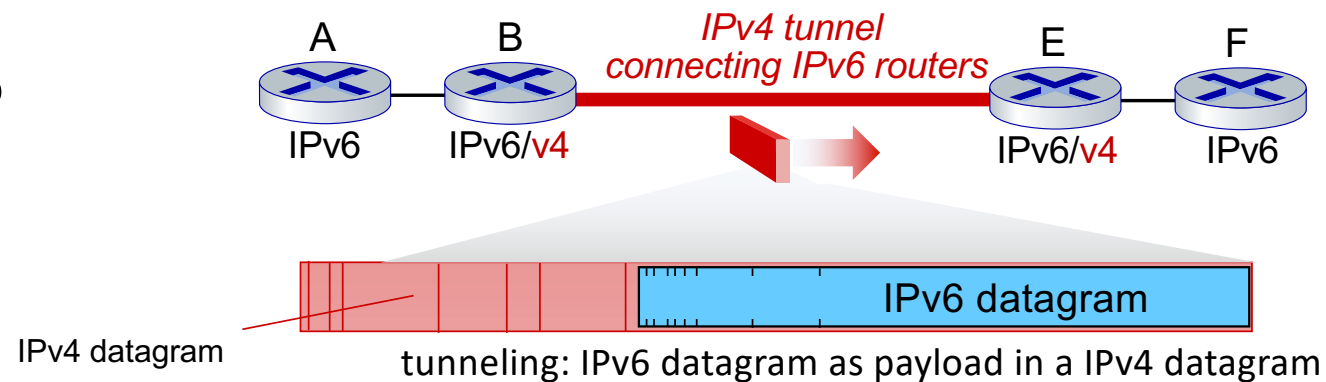 A
B
IPv4 tunnel
connecting IPv6 routers
E
F
IPv6
IPv6/v4
IPv6/v4
IPv6
IPv6 datagram
IPv4 datagram
tunneling: IPv6 datagram as payload in a IPv4 datagram